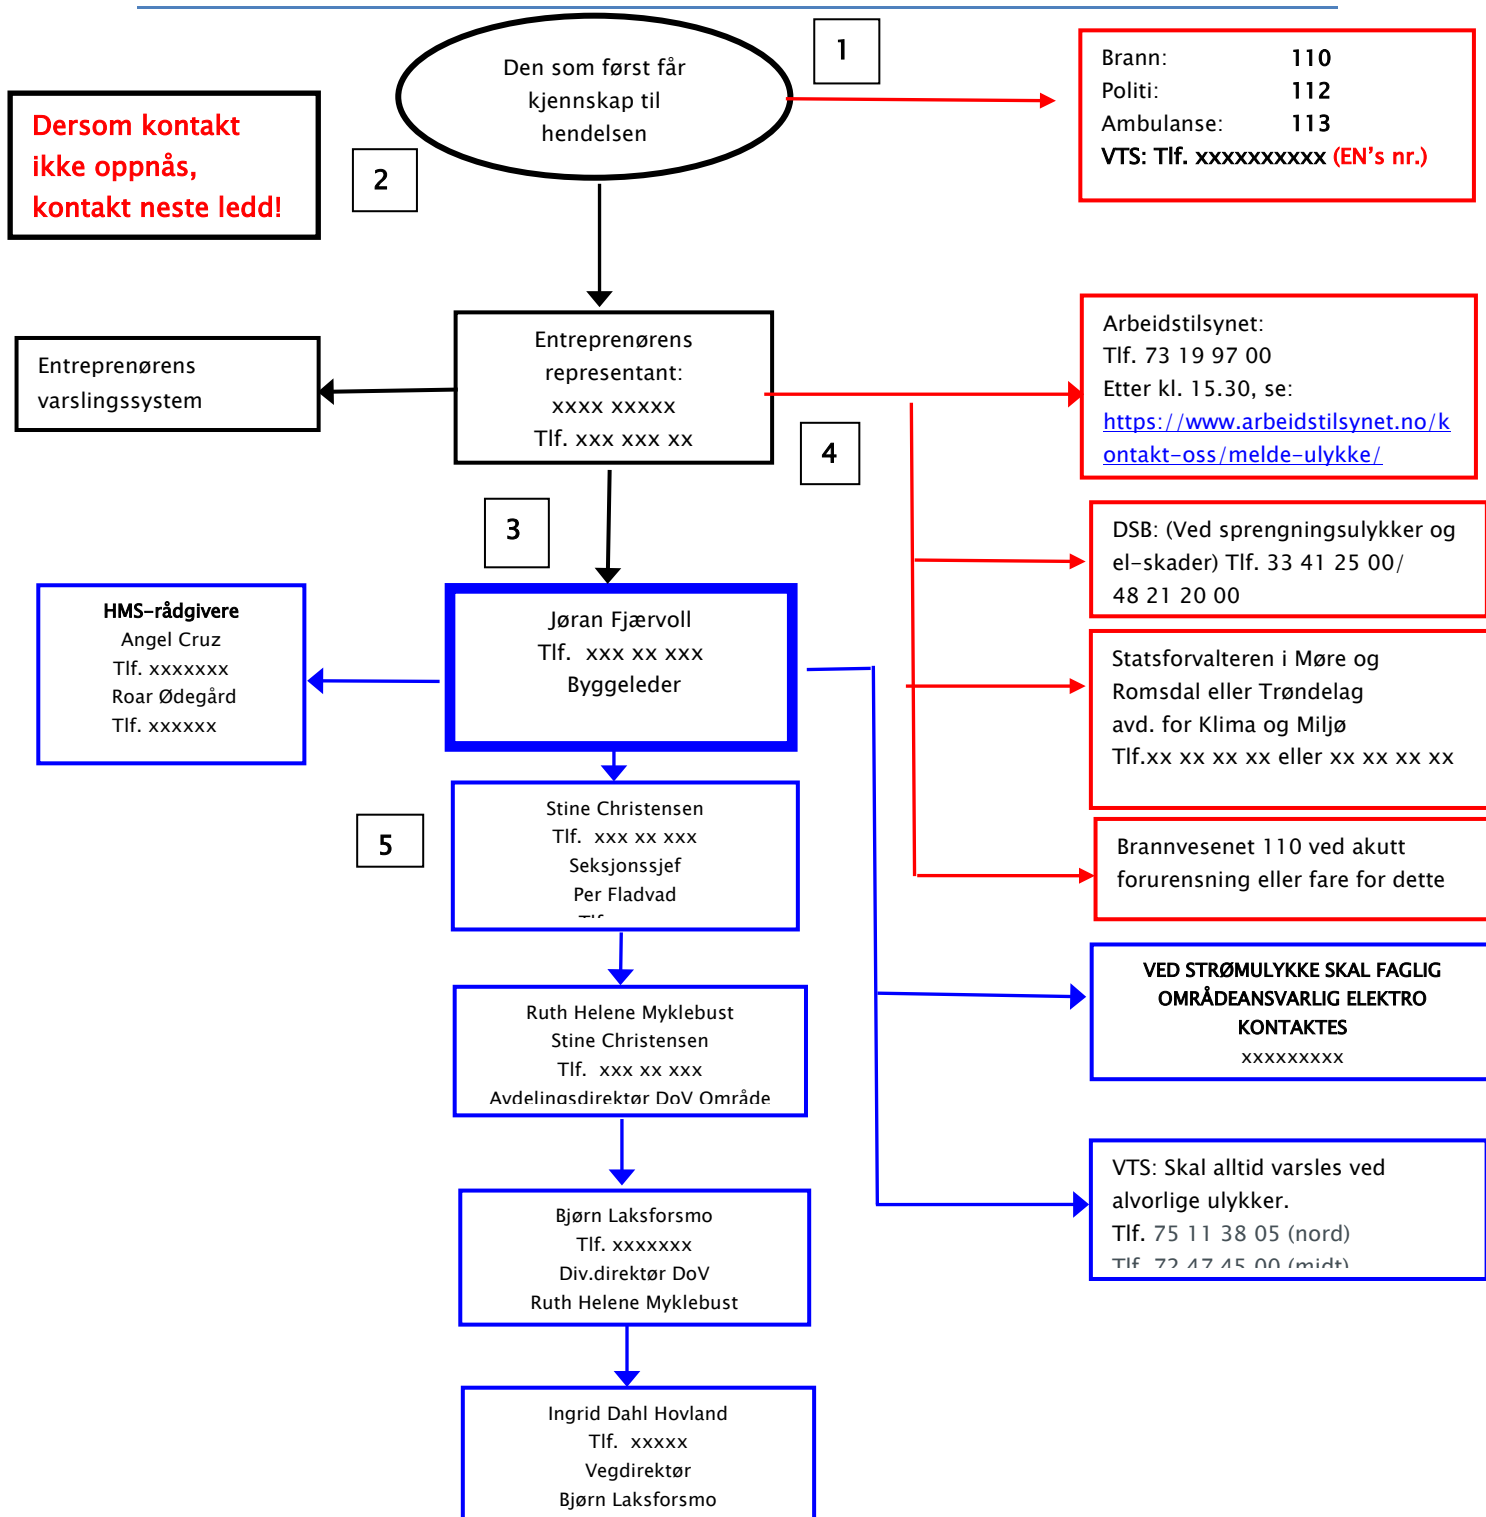 Den som først får
kjennskap til
hendelsen
1
Brann: 110
Politi: 112
Ambulanse: 113
VTS: Tlf. xxxxxxxxxx (EN's nr.)
Dersom kontakt
ikke oppnås,
kontakt neste ledd!
2
Entreprenørens
varslingssystem
Entreprenørens
representant:
xxxx xxxxx
Tlf. xxx xxx xx
4
Arbeidstilsynet:
Tlf. 73 19 97 00
Etter kl. 15.30, se:
https://www.arbeidstilsynet.no/k
ontakt-oss/melde-ulykke/
3
DSB: (Ved sprengningsulykker og
el-skader) Tlf. 33 41 25 00/
48 21 20 00
HMS-rådgivere
Angel Cruz
Tlf. xxxxxxx
Roar Ødegård
Tlf. xxxxxx
Jøran Fjærvoll
Tlf. xxx xx xxx
Byggeleder
Statsforvalteren i Møre og
Romsdal eller Trøndelag
avd. for Klima og Miljø
Tlf.xx xx xx xx eller xx xx xx xx
5
Stine Christensen
Tlf. xxx xx xxx
Seksjonssjef
Per Fladvad
Brannvesenet 110 ved akutt
forurensning eller fare for dette
VED STRØMULYKKE SKAL FAGLIG
OMRÅDEANSVARLIG ELEKTRO
KONTAKTES
xxxxxxxxx
Ruth Helene Myklebust
Stine Christensen
Tlf. xxx xx xxx
Avdelingsdirektør DoV Område
VTS: Skal alltid varsles ved
alvorlige ulykker.
Tlf. 75 11 38 05 (nord)
Tlf. 72 47 45 00 (midt)
Bjørn Laksforsmo
Tlf. xxxxxxx
Div.direktør DoV
Ruth Helene Myklebust
Ingrid Dahl Hovland
Tlf. xxxxx
Vegdirektør
Bjørn Laksforsmo